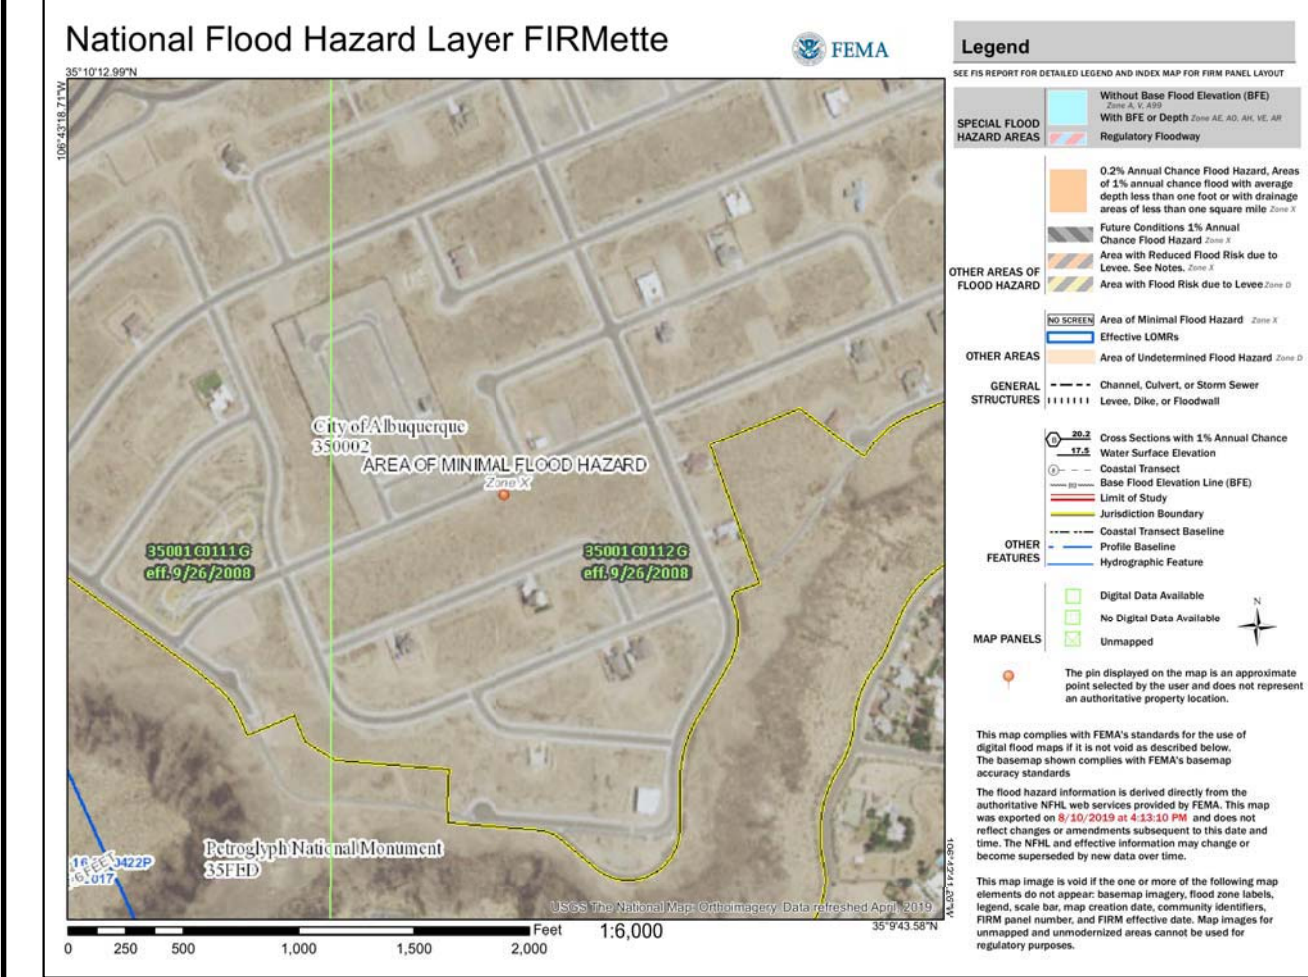 National Flood Hazard Layer FIRMette
FEMA
35°10'12.99"N
106°43'18.71"W
City of Albuquerque
350002
AREA OF MINIMAL FLOOD HAZARD
Zone X
35001C0111G
eff. 9/26/2008
35001C0112G
eff. 9/26/2008
Petroglyph National Monument
35FED
0422P
2017
6 FEET
USGS The National Map: Orthoimagery. Data refreshed April, 2019
35°9'43.58"N
0 250 500 1,000 1,500 2,000
Feet
1:6,000
Legend
SEE FIS REPORT FOR DETAILED LEGEND AND INDEX MAP FOR FIRM PANEL LAYOUT
SPECIAL FLOOD
HAZARD AREAS
Without Base Flood Elevation (BFE)
Zone A, V, A99
With BFE or Depth Zone AE, AO, AH, VE, AR
Regulatory Floodway
OTHER AREAS OF
FLOOD HAZARD
0.2% Annual Chance Flood Hazard, Areas
of 1% annual chance flood with average
depth less than one foot or with drainage
areas of less than one square mile Zone X
Future Conditions 1% Annual
Chance Flood Hazard Zone X
Area with Reduced Flood Risk due to
Levee. See Notes. Zone X
Area with Flood Risk due to Levee Zone D
OTHER AREAS
NO SCREEN Area of Minimal Flood Hazard Zone X
Effective LOMRs
Area of Undetermined Flood Hazard Zone D
GENERAL
STRUCTURES
Channel, Culvert, or Storm Sewer
Levee, Dike, or Floodwall
OTHER
FEATURES
B 20.2 Cross Sections with 1% Annual Chance
17.5 Water Surface Elevation
8 Coastal Transect
513 Base Flood Elevation Line (BFE)
Limit of Study
Jurisdiction Boundary
Coastal Transect Baseline
Profile Baseline
Hydrographic Feature
MAP PANELS
Digital Data Available
No Digital Data Available
Unmapped
N
The pin displayed on the map is an approximate
point selected by the user and does not represent
an authoritative property location.
This map complies with FEMA's standards for the use of
digital flood maps if it is not void as described below.
The basemap shown complies with FEMA's basemap
accuracy standards
The flood hazard information is derived directly from the
authoritative NFHL web services provided by FEMA. This map
was exported on 8/10/2019 at 4:13:10 PM and does not
reflect changes or amendments subsequent to this date and
time. The NFHL and effective information may change or
become superseded by new data over time.
This map image is void if the one or more of the following map
elements do not appear: basemap imagery, flood zone labels,
legend, scale bar, map creation date, community identifiers,
FIRM panel number, and FIRM effective date. Map images for
unmapped and unmodernized areas cannot be used for
regulatory purposes.